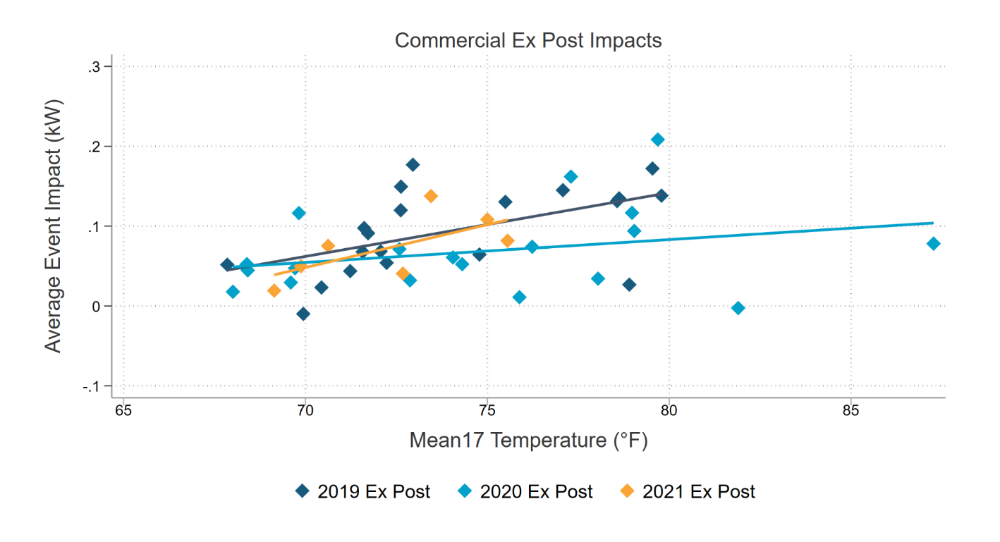 Commercial Ex Post Impacts
.3
.2
.1
0
-.1
Average Event Impact (kW)
65 70 75 80 85
Mean17 Temperature (°F)
2019 Ex Post 2020 Ex Post 2021 Ex Post